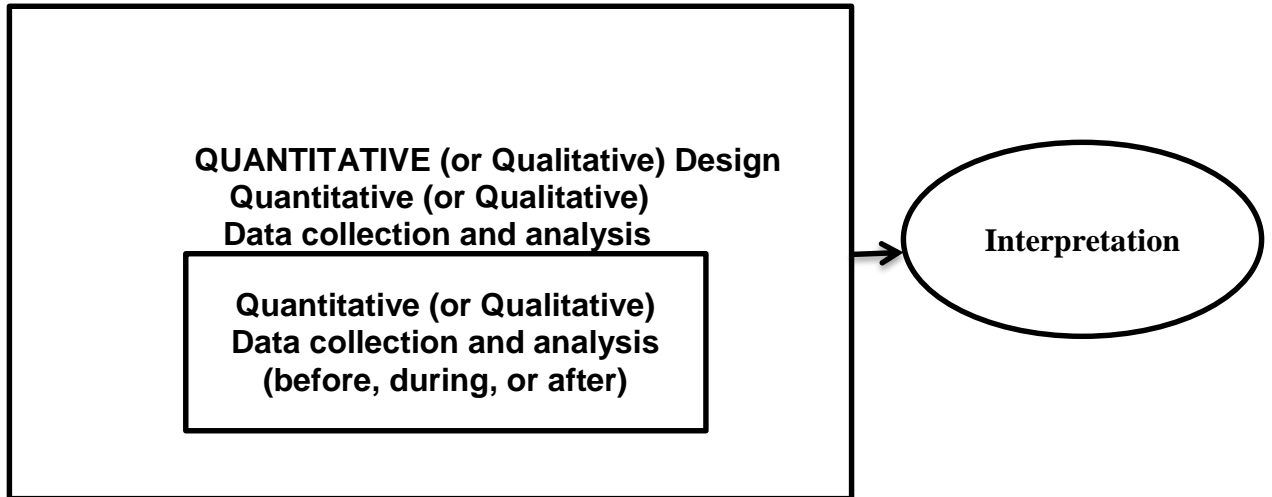 QUANTITATIVE (or Qualitative) Design
Quantitative (or Qualitative)
Data collection and analysis
Quantitative (or Qualitative)
Data collection and analysis
(before, during, or after)
Interpretation